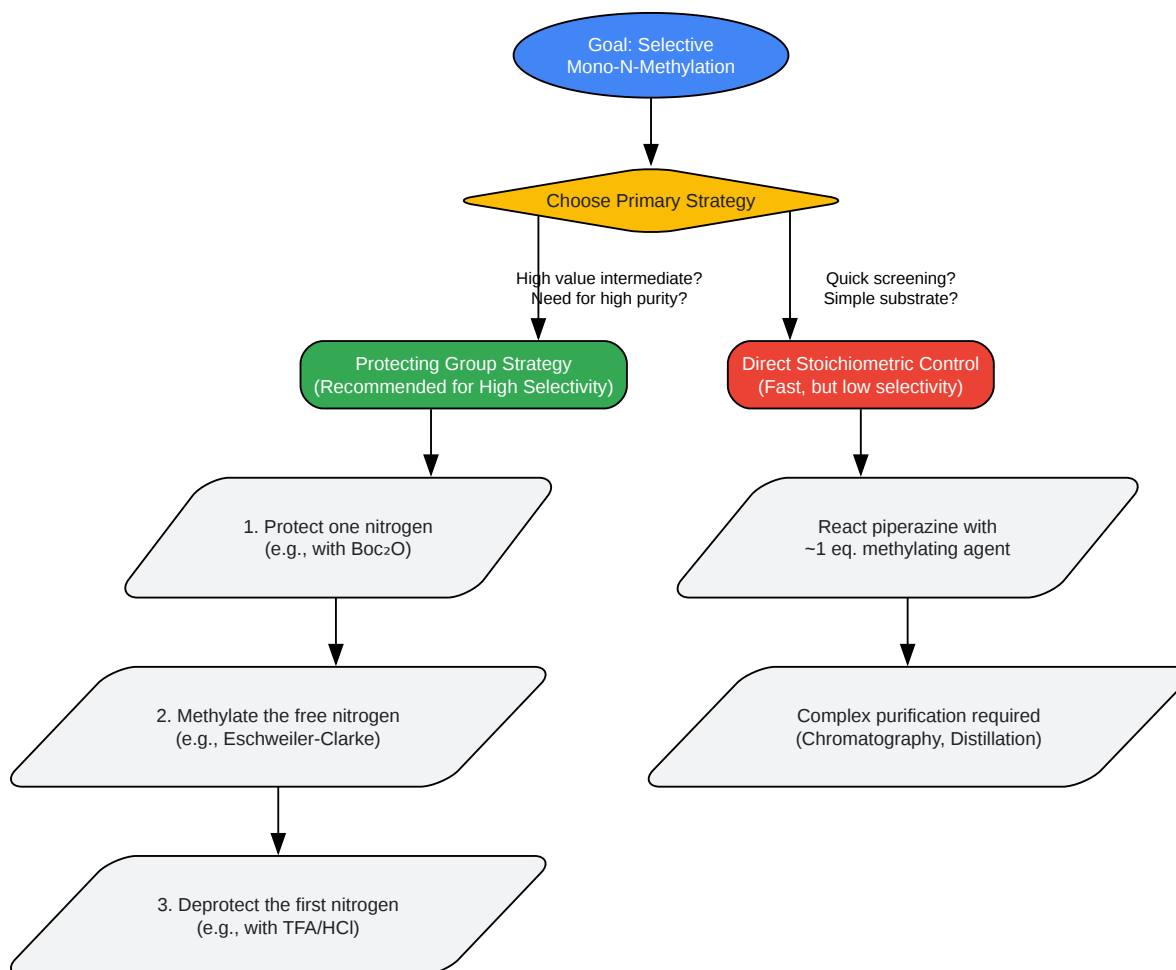 Goal: Selective
Mono-N-Methylation
Choose Primary Strategy
High value intermediate?
Need for high purity?
Quick screening?
Simple substrate?
Protecting Group Strategy
(Recommended for High Selectivity)
Direct Stoichiometric Control
(Fast, but low selectivity)
1. Protect one nitrogen
(e.g., with Boc₂O)
React piperazine with
~1 eq. methylating agent
2. Methylate the free nitrogen
(e.g., Eschweiler-Clarke)
Complex purification required
(Chromatography, Distillation)
3. Deprotect the first nitrogen
(e.g., with TFA/HCl)